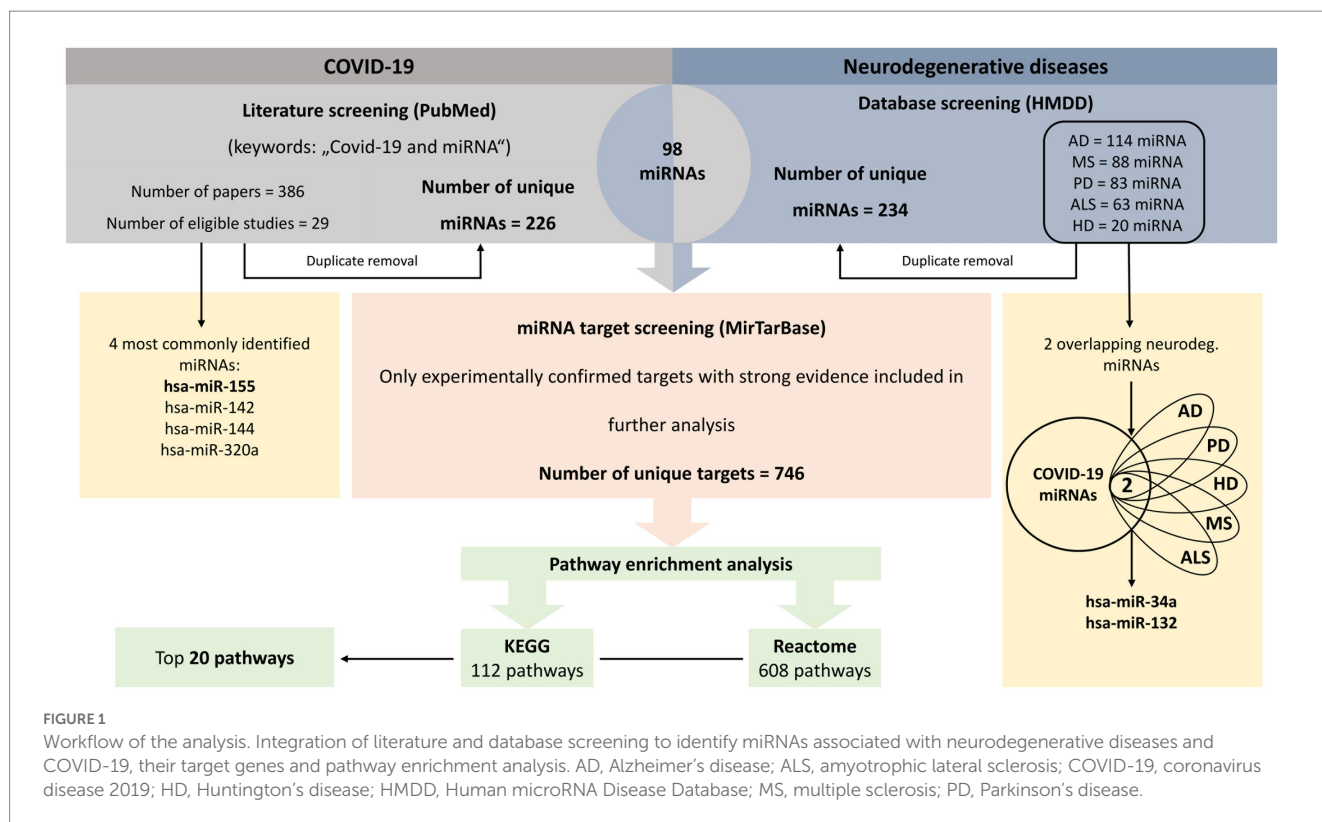 COVID-19
Neurodegenerative diseases
Literature screening (PubMed)
(keywords: „Covid-19 and miRNA“)
Number of papers = 386
Number of eligible studies = 29
Number of unique
miRNAs = 226
98
miRNAs
Database screening (HMDD)
Number of unique
miRNAs = 234
AD = 114 miRNA
MS = 88 miRNA
PD = 83 miRNA
ALS = 63 miRNA
HD = 20 miRNA
Duplicate removal
Duplicate removal
4 most commonly identified
miRNAs:
hsa-miR-155
hsa-miR-142
hsa-miR-144
hsa-miR-320a
miRNA target screening (MirTarBase)
Only experimentally confirmed targets with strong evidence included in
further analysis
Number of unique targets = 746
2 overlapping neurodeg.
miRNAs
COVID-19
miRNAs
2
AD
PD
HD
MS
ALS
hsa-miR-34a
hsa-miR-132
Pathway enrichment analysis
Top 20 pathways
KEGG
112 pathways
Reactome
608 pathways
FIGURE 1
Workflow of the analysis. Integration of literature and database screening to identify miRNAs associated with neurodegenerative diseases and
COVID-19, their target genes and pathway enrichment analysis. AD, Alzheimer's disease; ALS, amyotrophic lateral sclerosis; COVID-19, coronavirus
disease 2019; HD, Huntington's disease; HMDD, Human microRNA Disease Database; MS, multiple sclerosis; PD, Parkinson's disease.